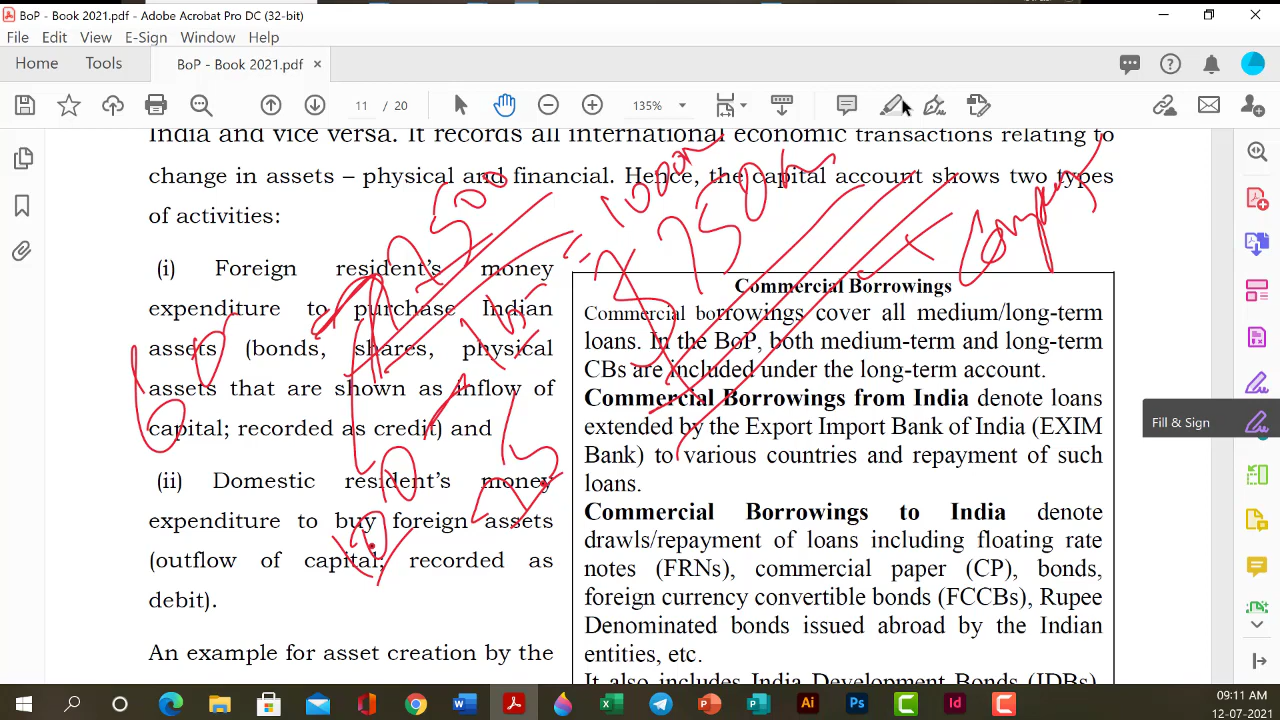 BoP - Book 2021.pdf - Adobe Acrobat Pro DC (32-bit)
File Edit View E-Sign Window Help
Home Tools BoP - Book 2021.pdf ×
11 / 20 135%
India and vice versa. It records all international economic transactions relating to
change in assets – physical and financial. Hence, the capital account shows two types
of activities:
(i) Foreign resident's money
expenditure to purchase Indian
assets (bonds, shares, physical
assets that are shown as inflow of
capital; recorded as credit) and
(ii) Domestic resident's money
expenditure to buy foreign assets
(outflow of capital; recorded as
debit).
An example for asset creation by the
Commercial Borrowings
Commercial borrowings cover all medium/long-term
loans. In the BoP, both medium-term and long-term
CBs are included under the long-term account.
Commercial Borrowings from India denote loans
extended by the Export Import Bank of India (EXIM
Bank) to various countries and repayment of such
loans.
Commercial Borrowings to India denote
drawls/repayment of loans including floating rate
notes (FRNs), commercial paper (CP), bonds,
foreign currency convertible bonds (FCCBs), Rupee
Denominated bonds issued abroad by the Indian
entities, etc.
It also includes India Development Bonds (IDBs),
Company
Fill & Sign
09:11 AM
12-07-2021